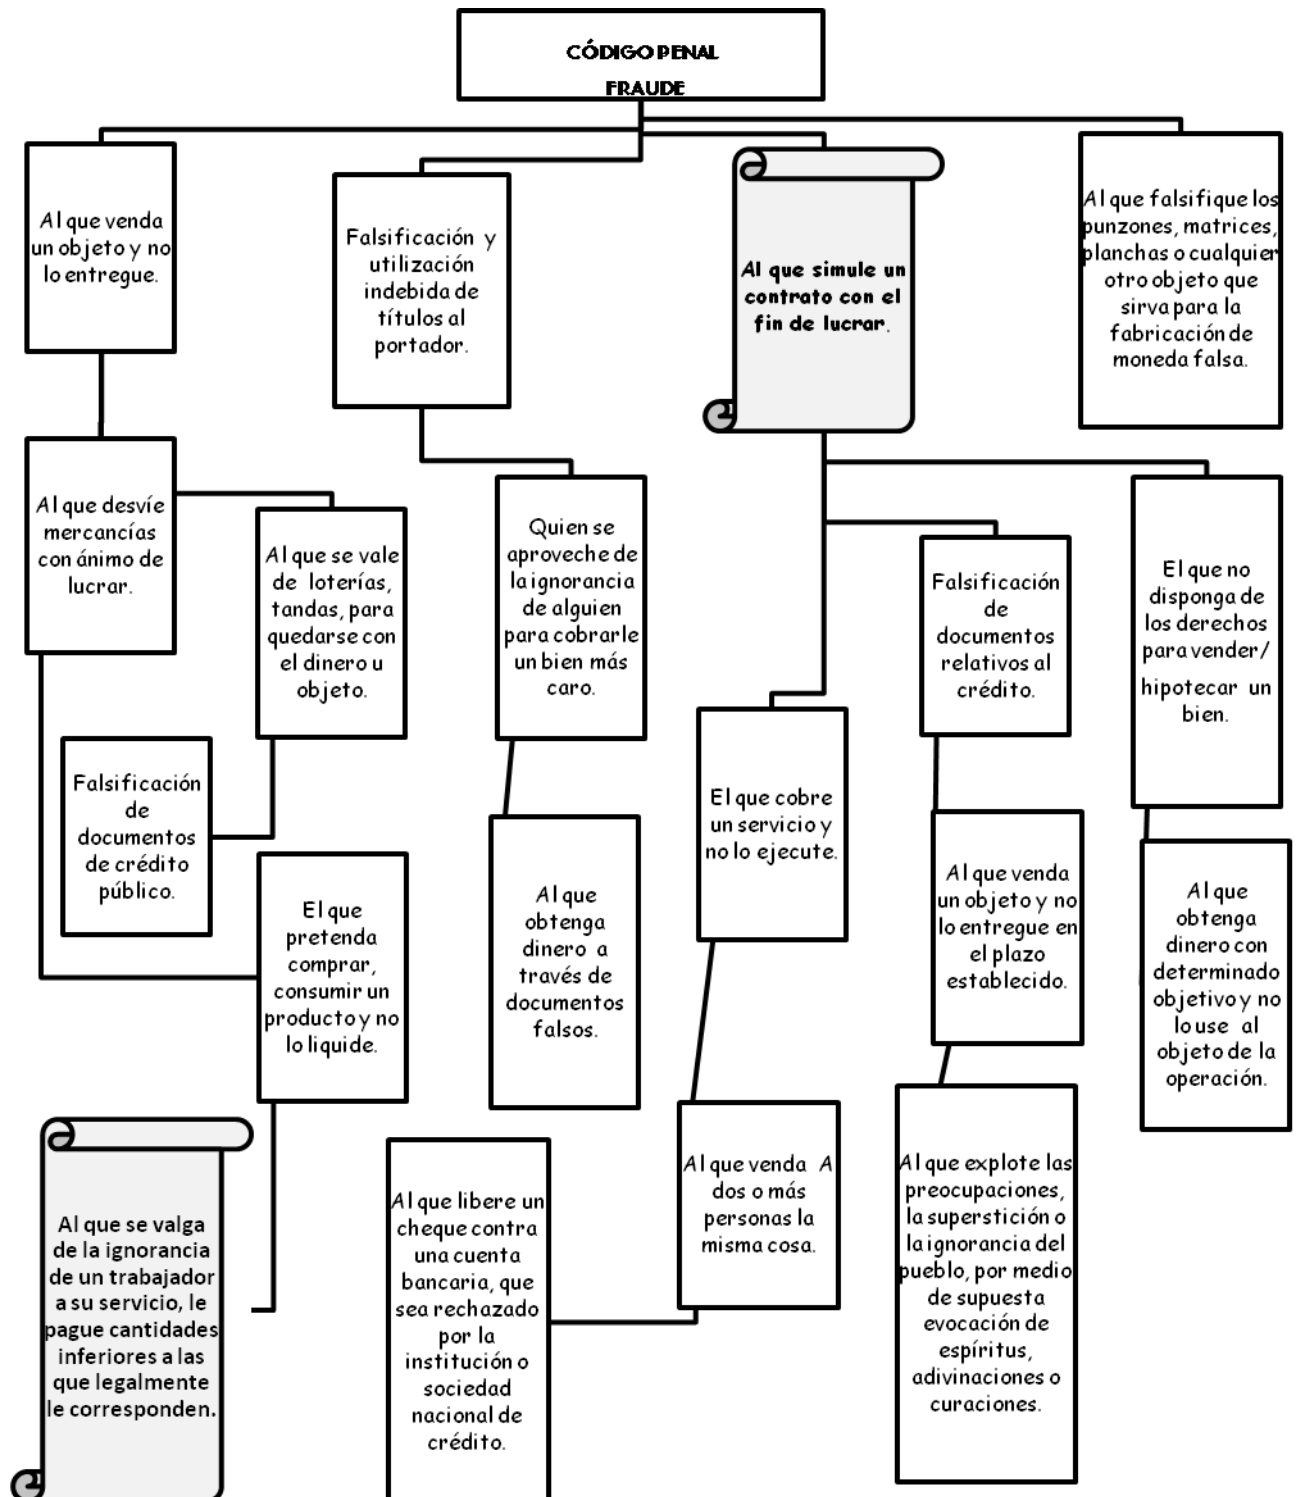 CÓDIGO PENAL
FRAUDE
Al que venda
un objeto y no
lo entregue.
Falsificación y
utilización
indebida de
títulos al
portador.
Al que simule un
contrato con el
fin de lucrar.
Al que falsifique los
punzones, matrices,
planchas o cualquier
otro objeto que
sirva para la
fabricación de
moneda falsa.
Al que desvíe
mercancías
con ánimo de
lucrar.
Al que se vale
de loterías,
tandas, para
quedarse con
el dinero u
objeto.
Quien se
aproveche de
la ignorancia
de alguien
para cobrarle
un bien más
caro.
Falsificación
de
documentos
relativos al
crédito.
El que no
disponga de
los derechos
para vender/
hipotecar un
bien.
Falsificación
de
documentos
de crédito
público.
El que cobre
un servicio y
no lo ejecute.
El que
pretenda
comprar,
consumir un
producto y no
lo liquide.
Al que
obtenga
dinero a
través de
documentos
falsos.
Al que venda
un objeto y no
lo entregue en
el plazo
establecido.
Al que
obtenga
dinero con
determinado
objetivo y no
lo use al
objeto de la
operación.
Al que se valga
de la ignorancia
de un trabajador
a su servicio, le
pague cantidades
inferiores a las
que legalmente
le corresponden.
Al que libere un
cheque contra
una cuenta
bancaria, que
sea rechazado
por la
institución o
sociedad
nacional de
crédito.
Al que venda A
dos o más
personas la
misma cosa.
Al que explote las
preocupaciones,
la superstición o
la ignorancia del
pueblo, por medio
de supuesta
evocación de
espíritus,
adivinaciones o
curaciones.